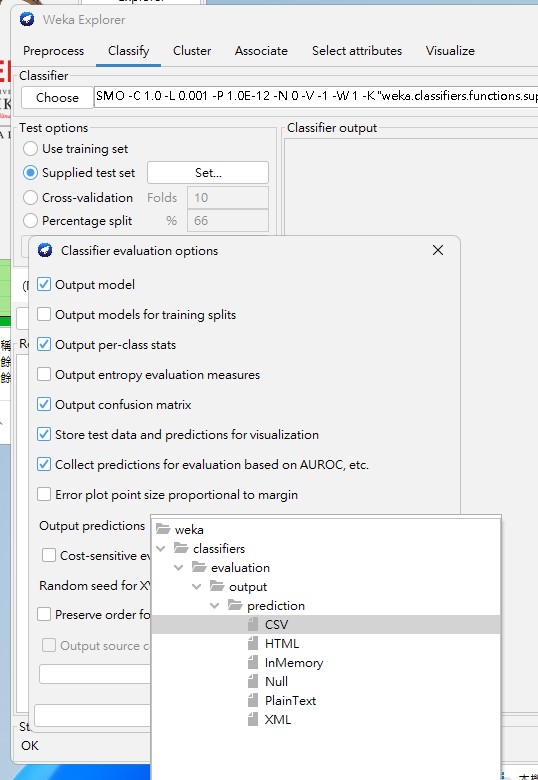 Weka Explorer
Preprocess Classify Cluster Associate Select attributes Visualize
Classifier
Choose SMO -C 1.0 -L 0.001 -P 1.0E-12 -N 0 -V -1 -W 1 -K "weka.classifiers.functions.sup
Test options
Classifier output
Use training set
Supplied test set Set...
Cross-validation Folds 10
Percentage split % 66
Classifier evaluation options
Output model
Output models for training splits
Output per-class stats
Output entropy evaluation measures
Output confusion matrix
Store test data and predictions for visualization
Collect predictions for evaluation based on AUROC, etc.
Error plot point size proportional to margin
Output predictions
Cost-sensitive ev
Random seed for XV
Preserve order fo
Output source c
weka
classifiers
evaluation
output
prediction
CSV
HTML
InMemory
Null
PlainText
XML
OK